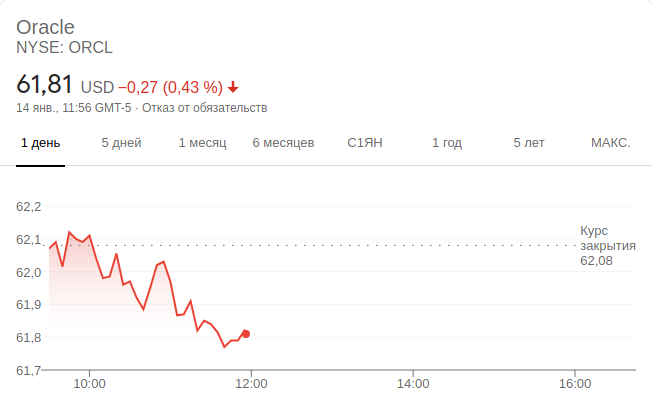 Oracle
NYSE: ORCL
61,81 USD −0,27 (0,43 %)
14 янв., 11:56 GMT-5 · Отказ от обязательств
1 день 5 дней 1 месяц 6 месяцев С1ЯН 1 год 5 лет МАКС.
62,2
62,1
62,0
61,9
61,8
61,7
Курс
закрытия
62,08
10:00 12:00 14:00 16:00